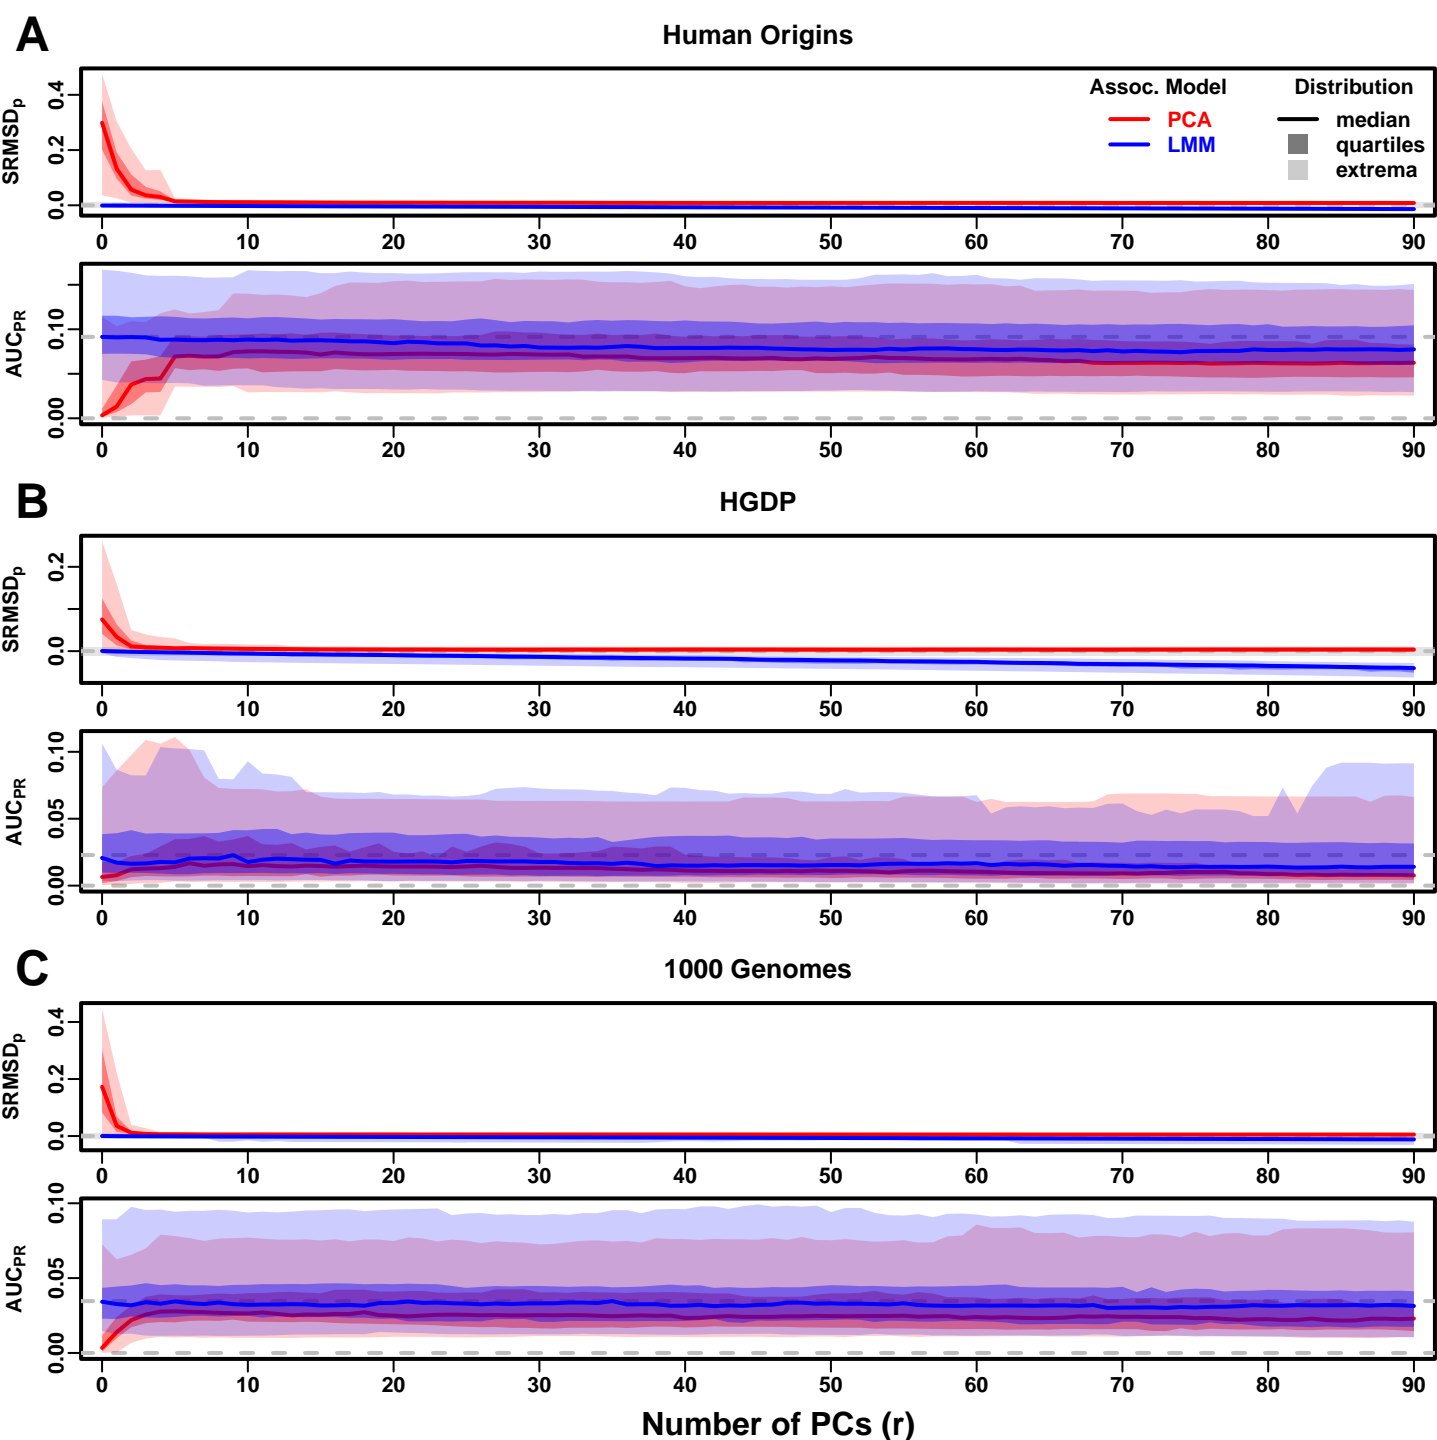 A
Human Origins
SRMSDp
0.0 0.2 0.4
Assoc. Model
PCA
LMM
Distribution
median
quartiles
extrema
0 10 20 30 40 50 60 70 80 90
AUCPR
0.00 0.10
0 10 20 30 40 50 60 70 80 90
B
HGDP
SRMSDp
0.0 0.2
0 10 20 30 40 50 60 70 80 90
AUCPR
0.00 0.05 0.10
0 10 20 30 40 50 60 70 80 90
C
1000 Genomes
SRMSDp
0.0 0.2 0.4
0 10 20 30 40 50 60 70 80 90
AUCPR
0.00 0.05 0.10
0 10 20 30 40 50 60 70 80 90
Number of PCs (r)